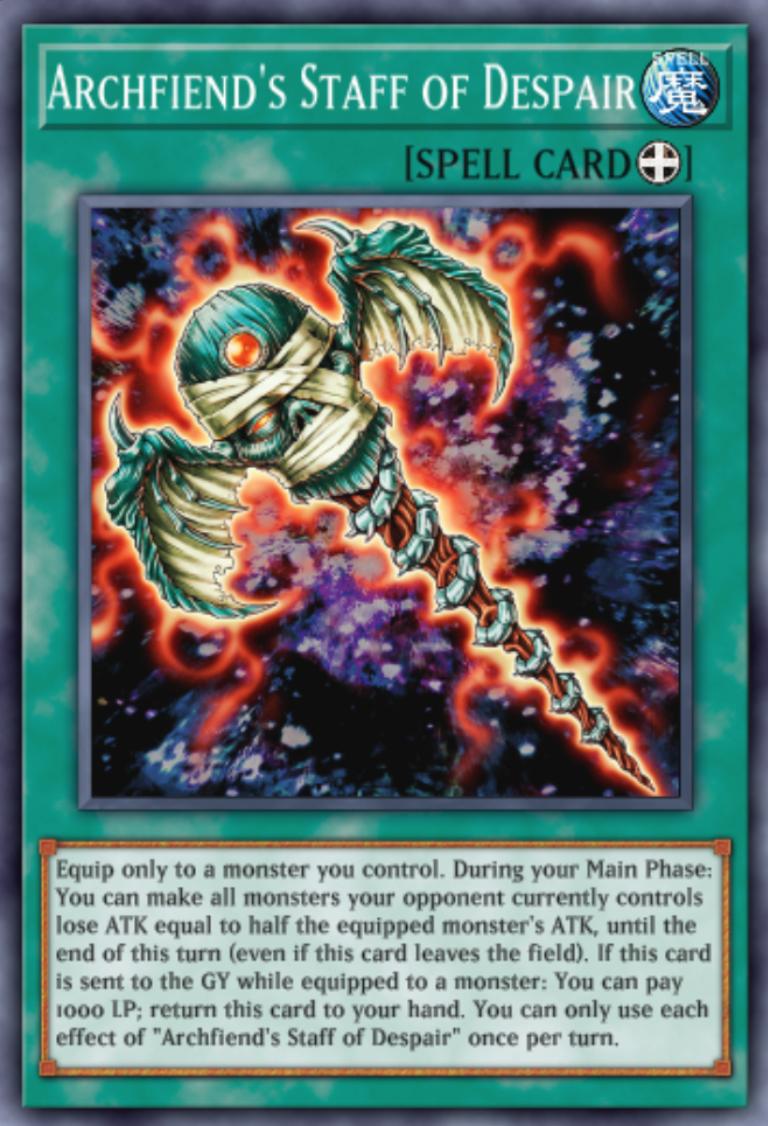 ARCHFIEND'S STAFF OF DESPAIR
SPELL
魔
[SPELL CARD]
Equip only to a monster you control. During your Main Phase:
You can make all monsters your opponent currently controls
lose ATK equal to half the equipped monster's ATK, until the
end of this turn (even if this card leaves the field). If this card
is sent to the GY while equipped to a monster: You can pay
1000 LP; return this card to your hand. You can only use each
effect of "Archfiend's Staff of Despair" once per turn.